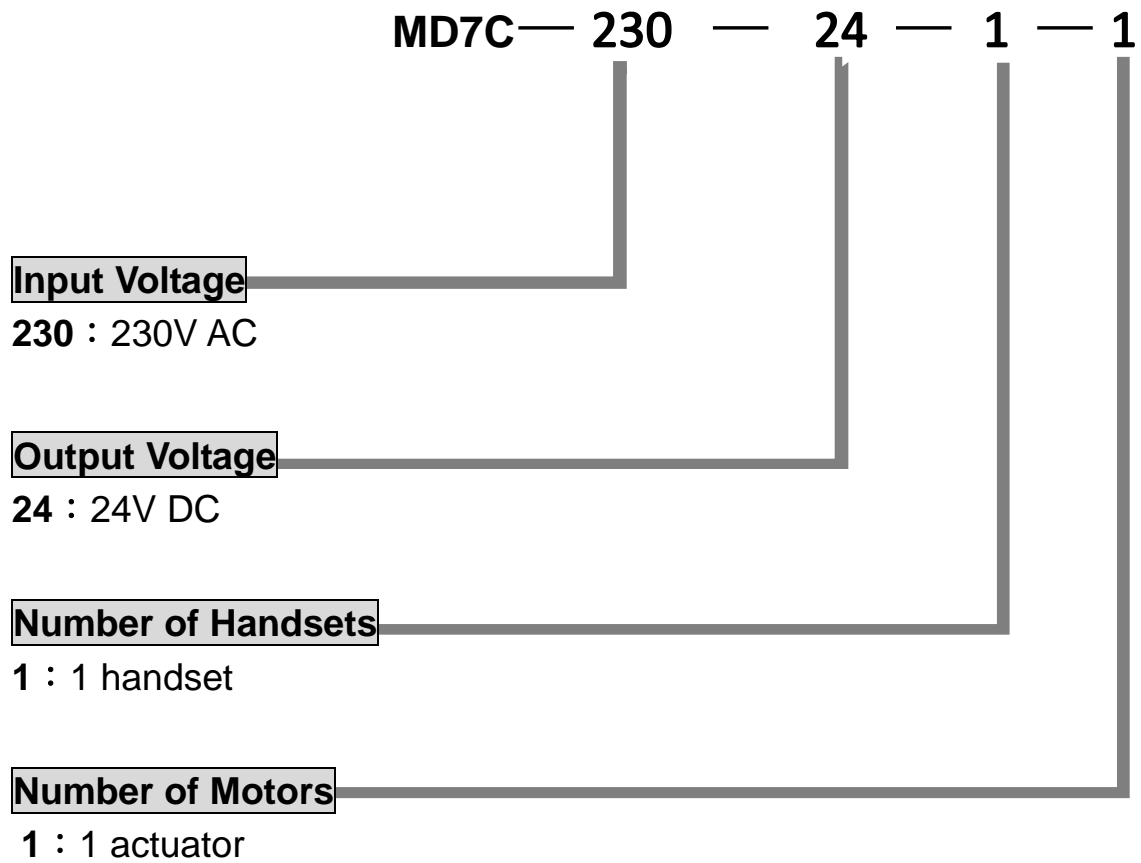 MD7C — 230 — 24 — 1 — 1
Input Voltage
230：230V AC
Output Voltage
24：24V DC
Number of Handsets
1：1 handset
Number of Motors
1：1 actuator